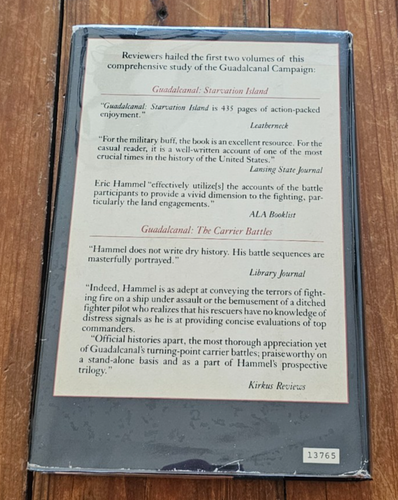 Reviewers hailed the first two volumes of this
comprehensive study of the Guadalcanal Campaign:
Guadalcanal: Starvation Island
"Guadalcanal: Starvation Island is 435 pages of action-packed
enjoyment."
Leatherneck
"For the military buff, the book is an excellent resource. For the
casual reader, it is a well-written account of one of the most
crucial times in the history of the United States."
Lansing State Journal
Eric Hammel "effectively utilize[s] the accounts of the battle
participants to provide a vivid dimension to the fighting, par-
ticularly the land engagements."
ALA Booklist
Guadalcanal: The Carrier Battles
"Hammel does not write dry history. His battle sequences are
masterfully portrayed."
Library Journal
"Indeed, Hammel is as adept at conveying the terrors of fight-
ing fire on a ship under assault or the bemusement of a ditched
fighter pilot who realizes that his rescuers have no knowledge of
distress signals as he is at providing concise evaluations of top
commanders.
"Official histories apart, the most thorough appreciation yet
of Guadalcanal's turning-point carrier battles; praiseworthy on
a stand-alone basis and as a part of Hammel's prospective
trilogy."
Kirkus Reviews
13765